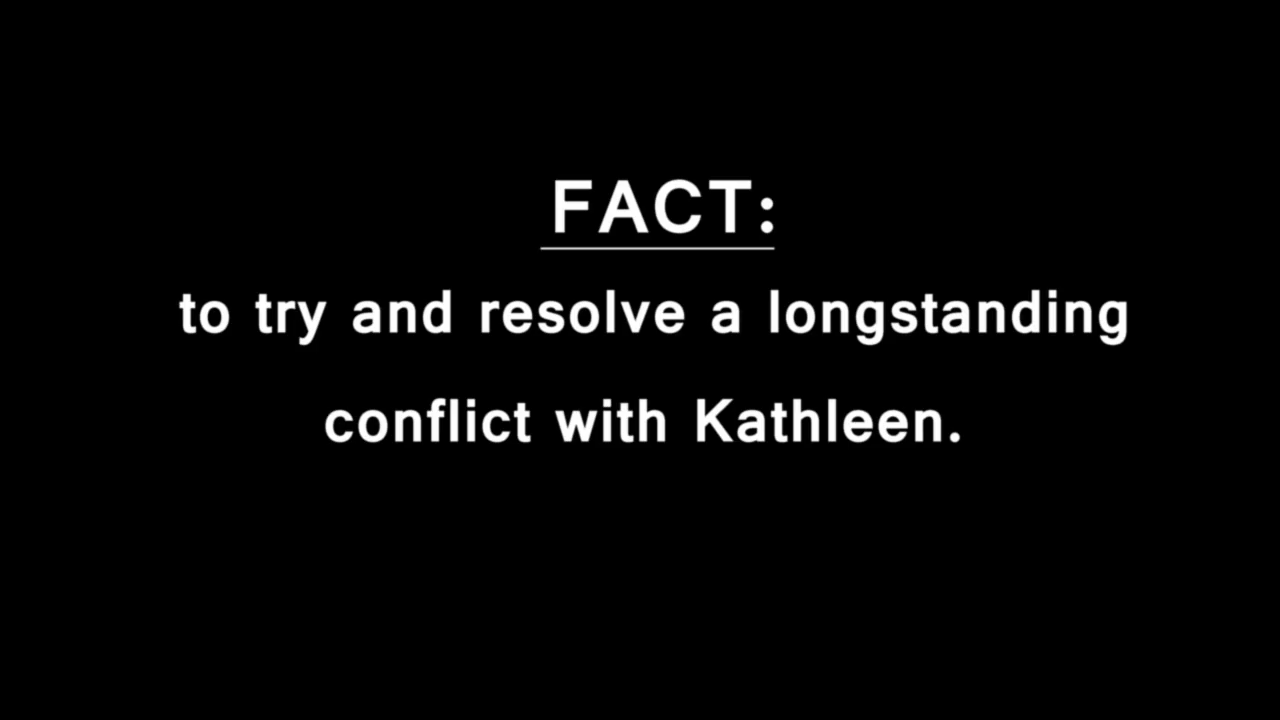 FACT:
to try and resolve a longstanding
conflict with Kathleen.